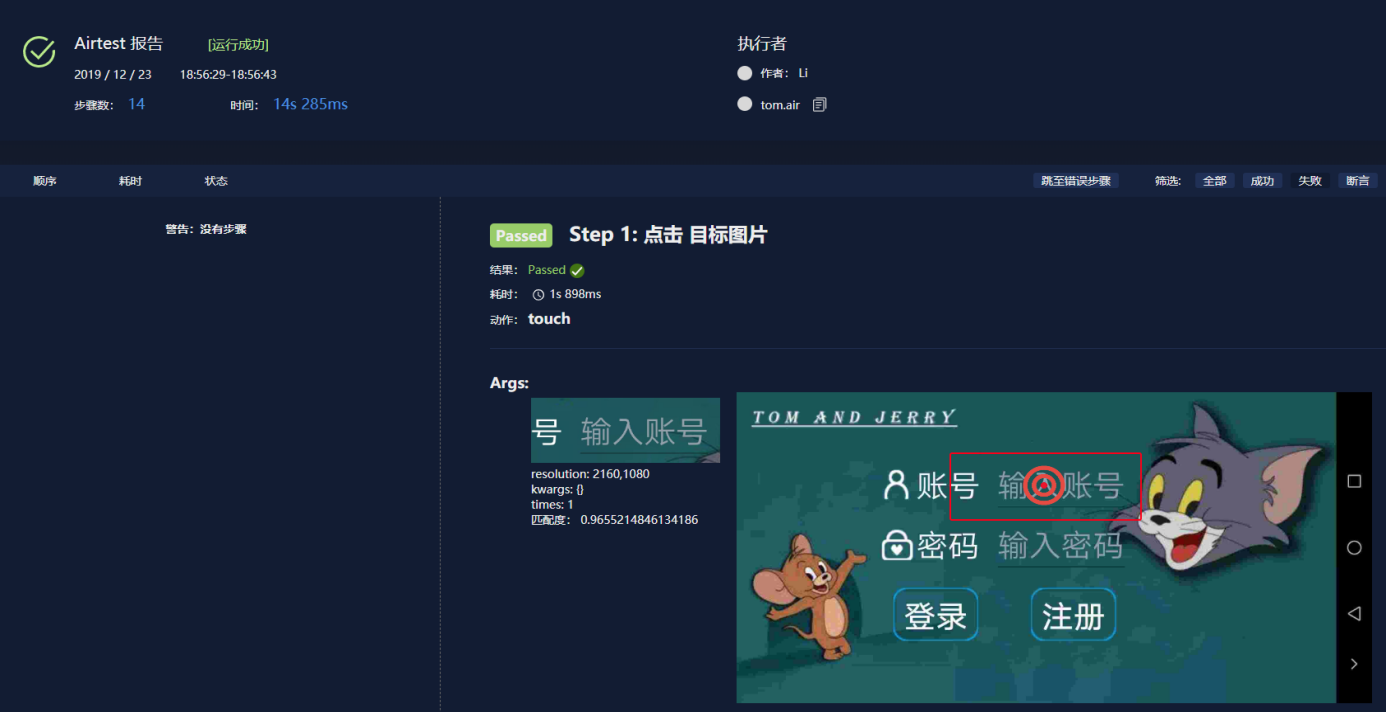 Airtest 报告 [运行成功]
2019 / 12 / 23 18:56:29-18:56:43
步骤数： 14 时间： 14s 285ms
执行者
作者： Li
tom.air
顺序 耗时 状态
跳至错误步骤 筛选: 全部 成功 失败 断言
警告：没有步骤
Passed Step 1: 点击 目标图片
结果： Passed
耗时： 1s 898ms
动作： touch
Args:
号 输入账号
resolution: 2160,1080
kwargs: {}
times: 1
匹配度： 0.9655214846134186
TOM AND JERRY
账号 输入账号
密码 输入密码
登录 注册